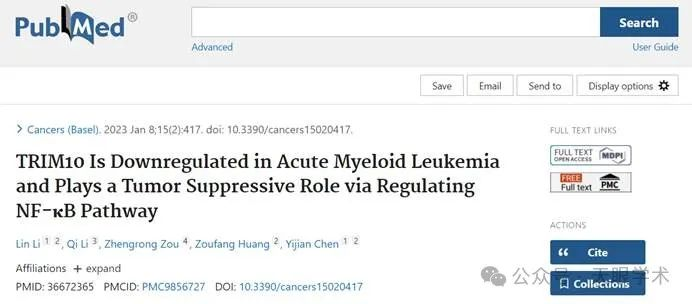 PubMed®
Search
Advanced
User Guide
Save
Email
Send to
Display options
> Cancers (Basel). 2023 Jan 8;15(2):417. doi: 10.3390/cancers15020417.
TRIM10 Is Downregulated in Acute Myeloid Leukemia
and Plays a Tumor Suppressive Role via Regulating
NF-κB Pathway
Lin Li 1 2, Qi Li 3, Zhengrong Zou 4, Zoufang Huang 2, Yijian Chen 1 2
Affiliations + expand
PMID: 36672365 PMCID: PMC9856727 DOI: 10.3390/cancers15020417
FULL TEXT LINKS
FULL TEXT
OPEN ACCESS
MDPI
FREE
Full text
PMC
ACTIONS
Cite
Collections
公众号 · 天眼学术